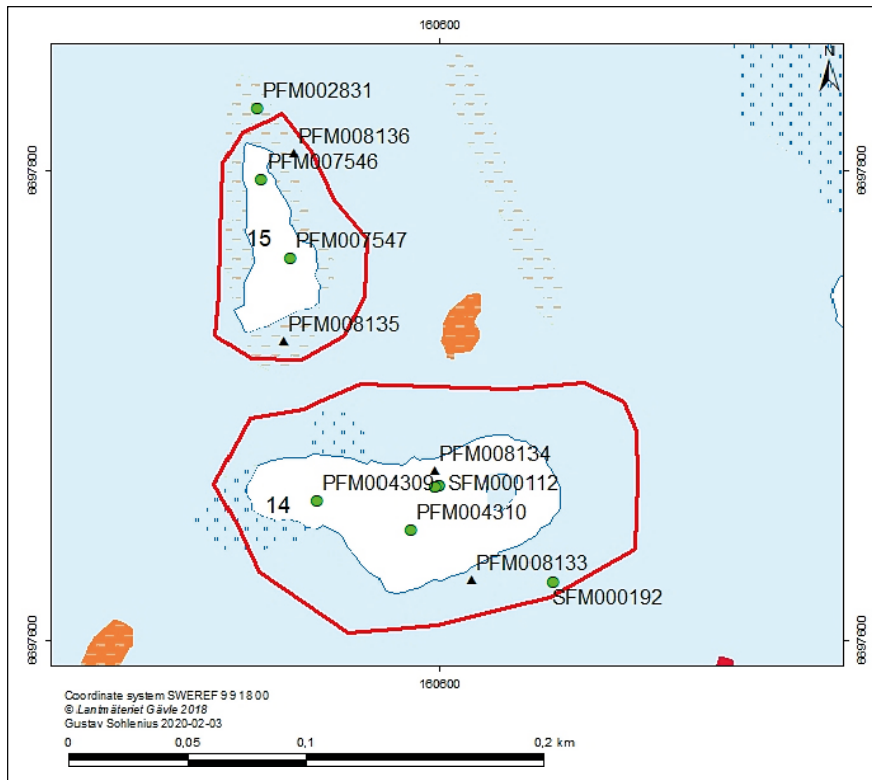 160600
N
PFM002831
PFM008136
6697800
PFM007546
6697800
15
PFM007547
PFM008135
PFM008134
PFM004309
SFM000112
14
PFM004310
PFM008133
SFM000192
6697600
6697600
160600
Coordinate system SWEREF 99 18 00
© Lantmäteriet Gävle 2018
Gustav Sohlenius 2020-02-03
0
0,05
0,1
0,2 km